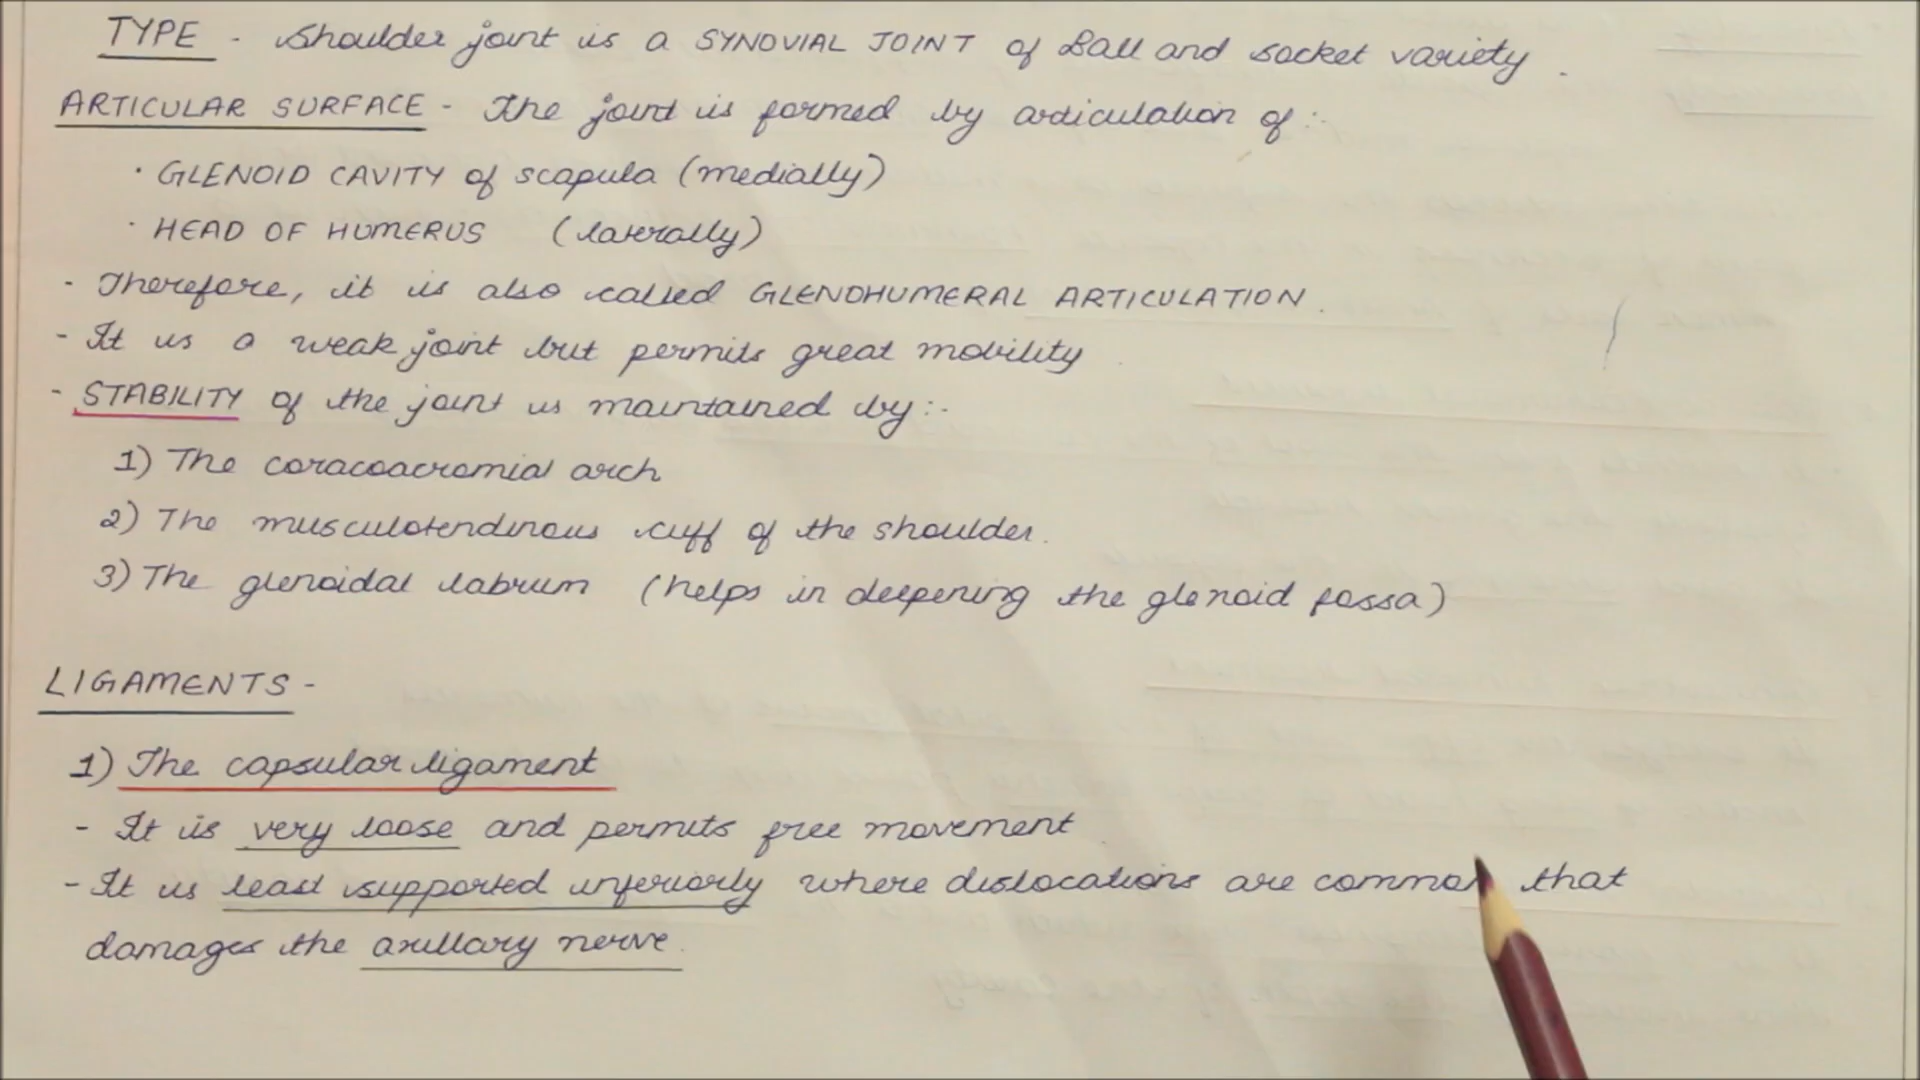 TYPE - Shoulder joint is a SYNOVIAL JOINT of Ball and socket variety.
ARTICULAR SURFACE - The joint is formed by articulation of :-
· GLENOID CAVITY of scapula (medially)
· HEAD OF HUMERUS (laterally)
- Therefore, it is also called GLENOHUMERAL ARTICULATION.
- It is a weak joint but permits great mobility
- STABILITY of the joint is maintained by:-
1) The coracoacromial arch
2) The musculotendinous cuff of the shoulder.
3) The glenoidal labrum (helps in deepening the glenoid fossa)
LIGAMENTS -
1) The capsular ligament
- It is very loose and permits free movement
- It is least supported inferiorly where dislocations are common that
damages the axillary nerve.